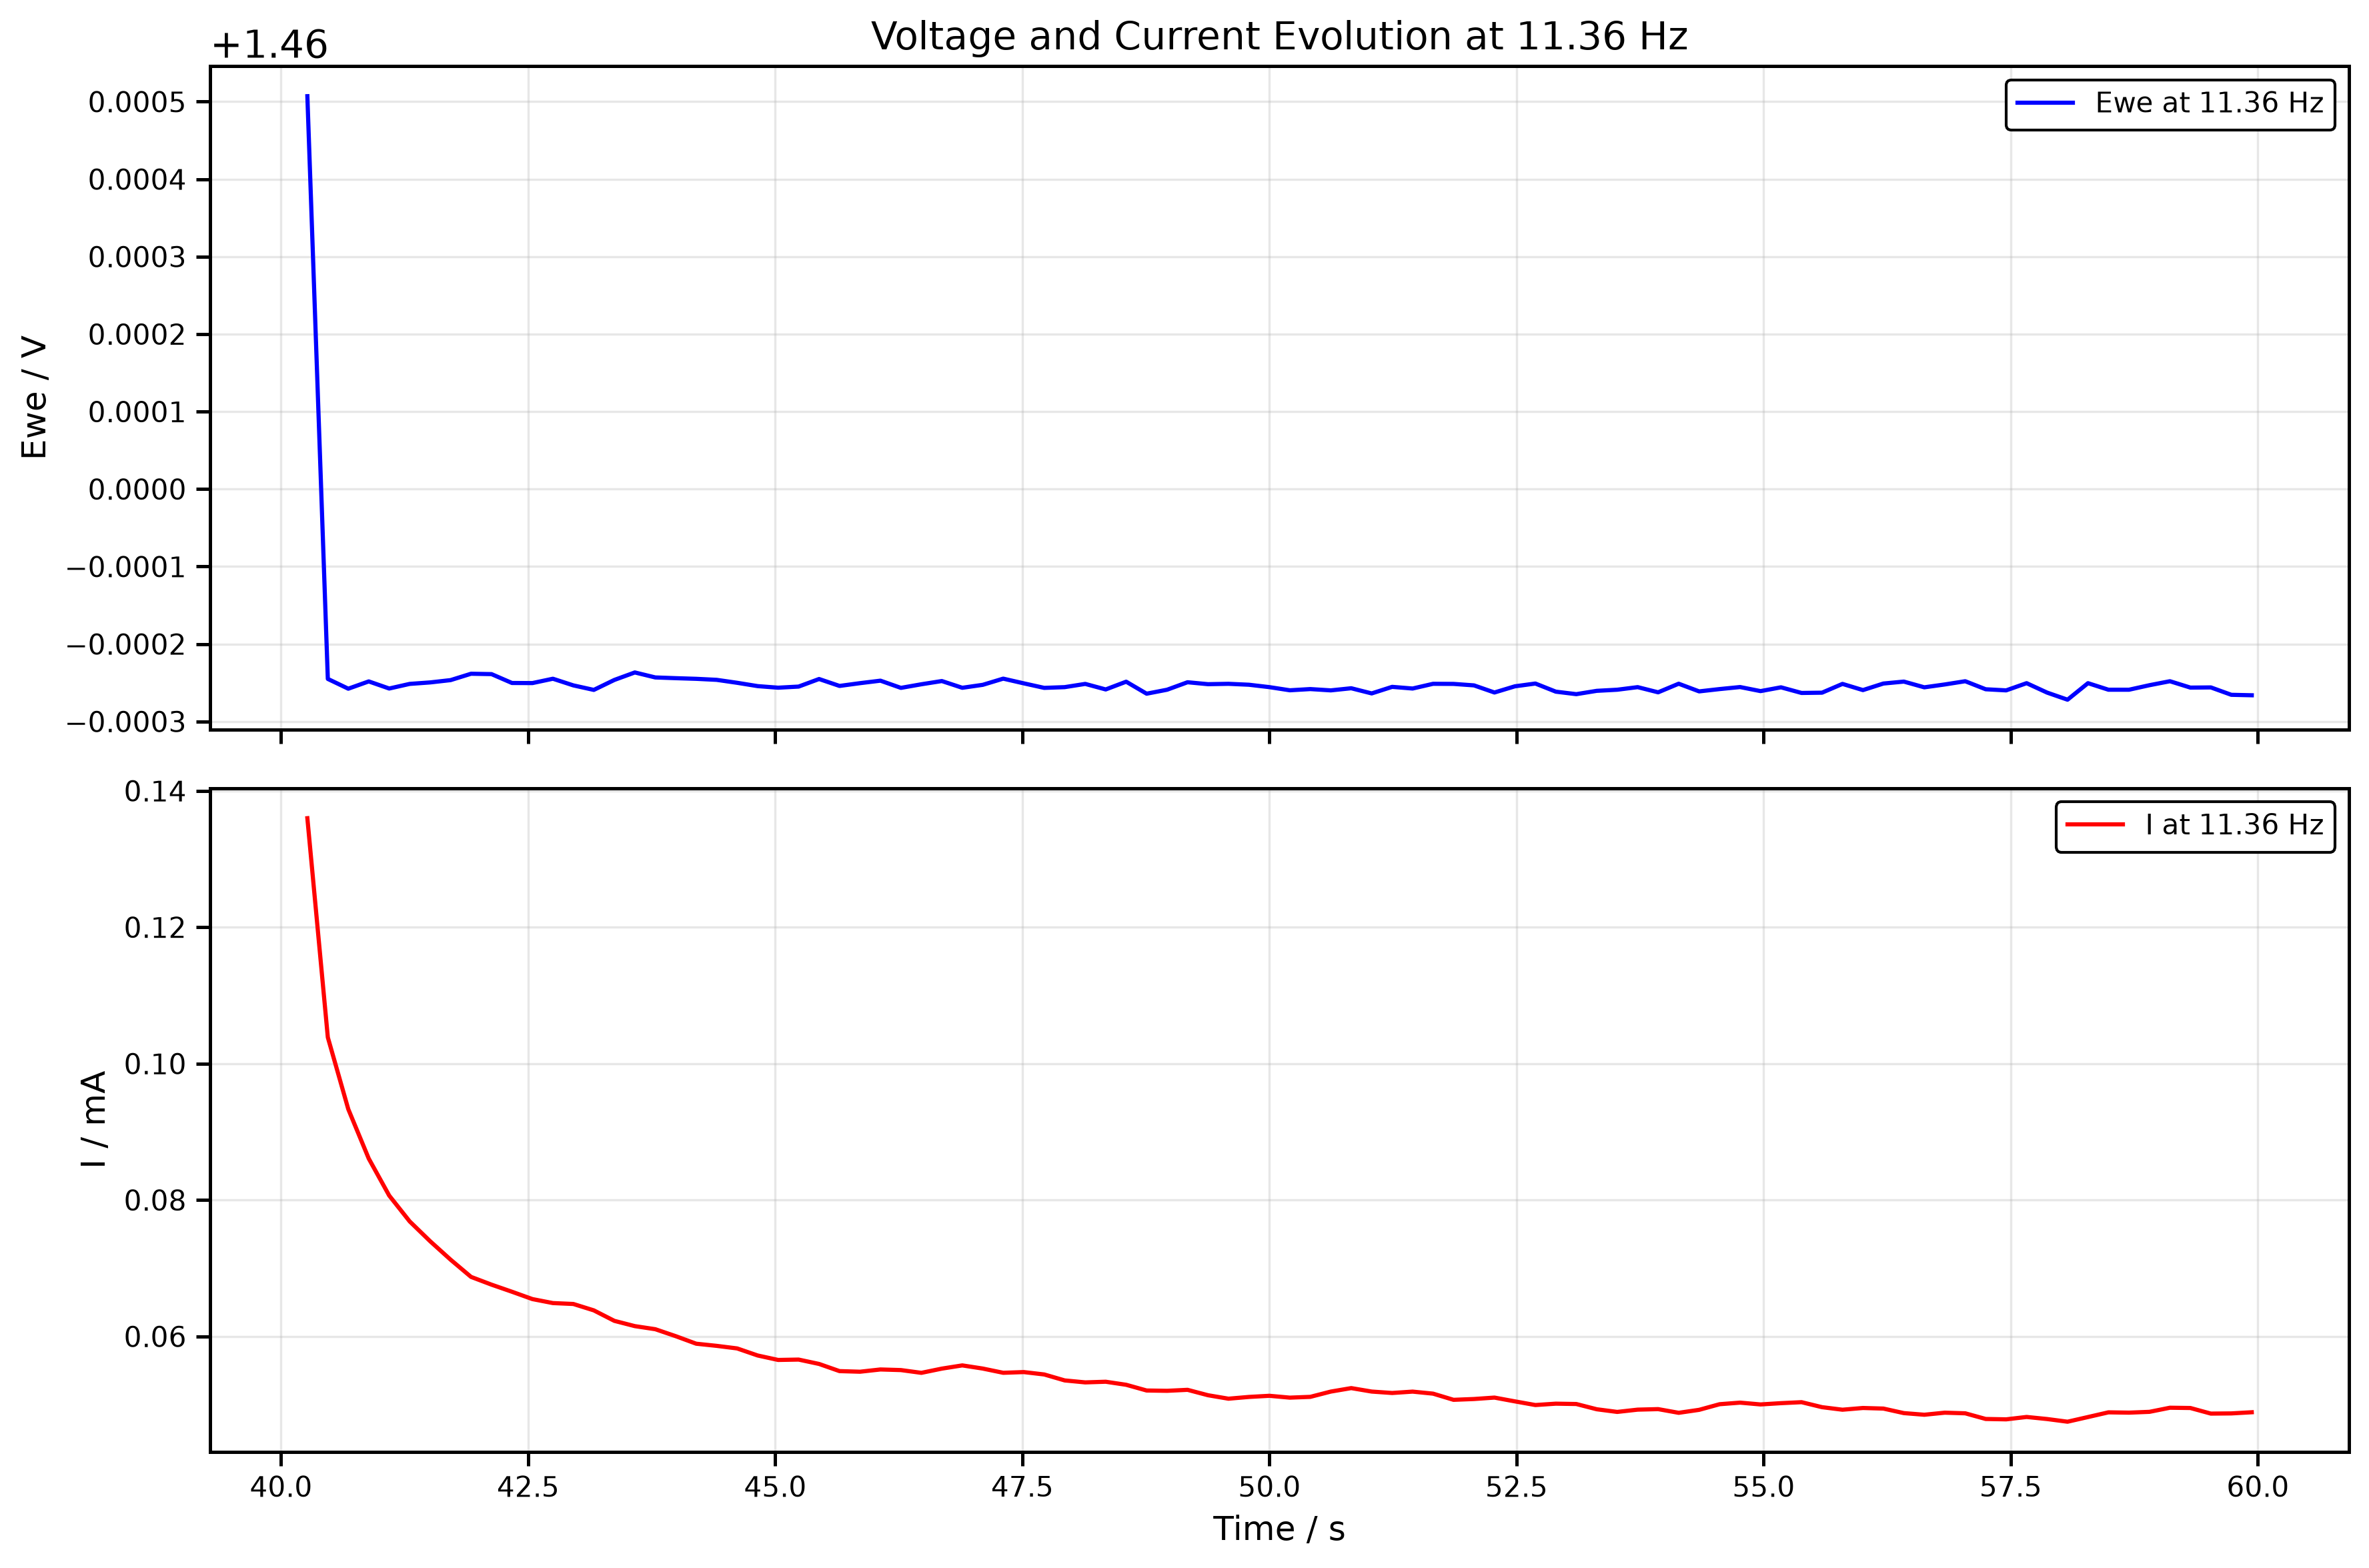 Voltage and Current Evolution at 11.36 Hz
+1.46
Ewe / V
0.0005
0.0004
0.0003
0.0002
0.0001
0.0000
−0.0001
−0.0002
−0.0003
Ewe at 11.36 Hz
I / mA
0.14
0.12
0.10
0.08
0.06
I at 11.36 Hz
40.0 42.5 45.0 47.5 50.0 52.5 55.0 57.5 60.0
Time / s